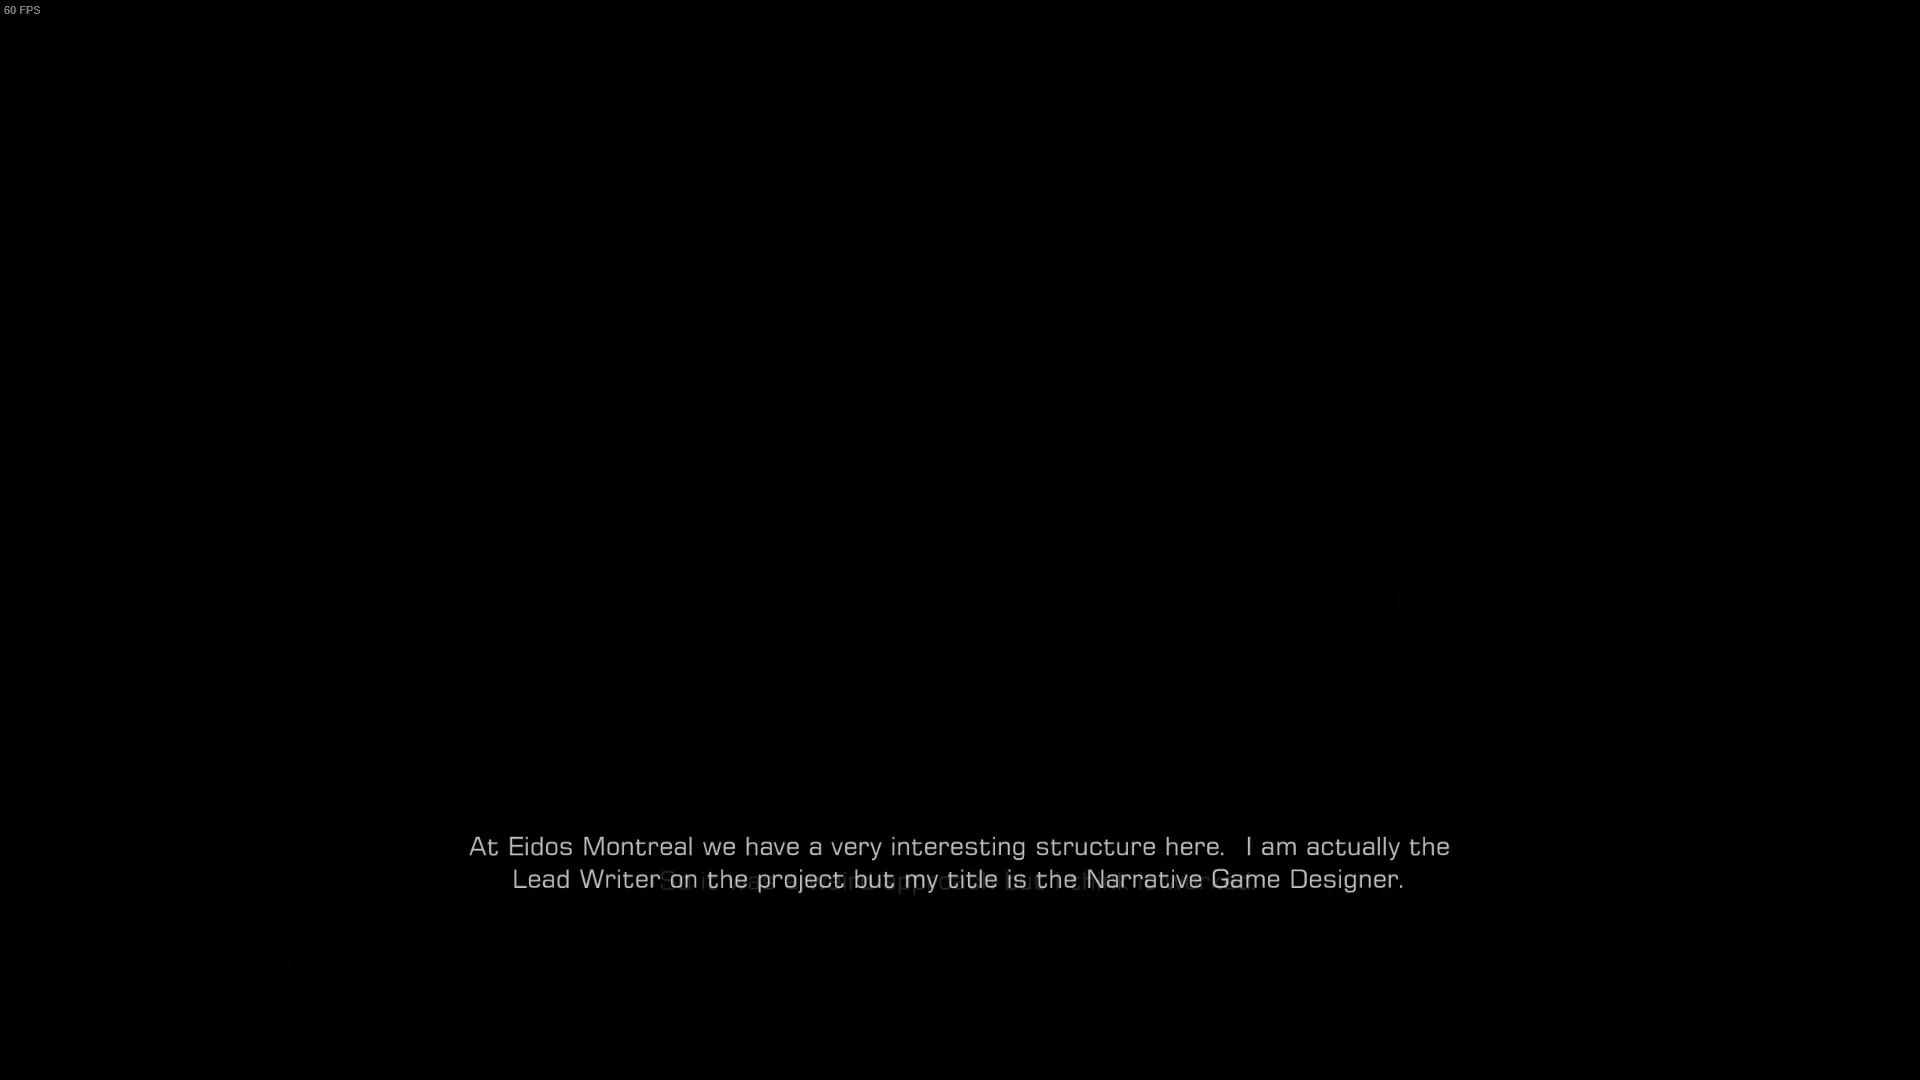 60 FPS
At Eidos Montreal we have a very interesting structure here. I am actually the
Lead Writer on the project but my title is the Narrative Game Designer.